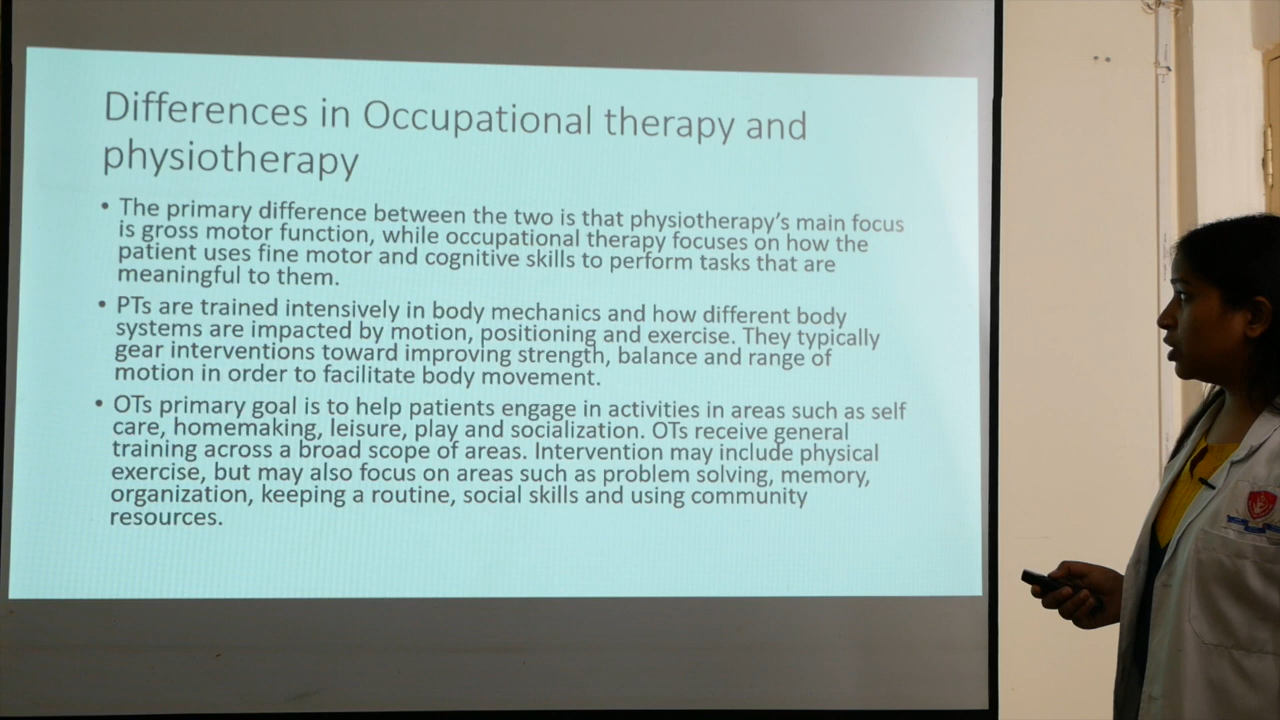 Differences in Occupational therapy and
physiotherapy
• The primary difference between the two is that physiotherapy's main focus
is gross motor function, while occupational therapy focuses on how the
patient uses fine motor and cognitive skills to perform tasks that are
meaningful to them.
• PTs are trained intensively in body mechanics and how different body
systems are impacted by motion, positioning and exercise. They typically
gear interventions toward improving strength, balance and range of
motion in order to facilitate body movement.
• OTs primary goal is to help patients engage in activities in areas such as self
care, homemaking, leisure, play and socialization. OTs receive general
training across a broad scope of areas. Intervention may include physical
exercise, but may also focus on areas such as problem solving, memory,
organization, keeping a routine, social skills and using community
resources.